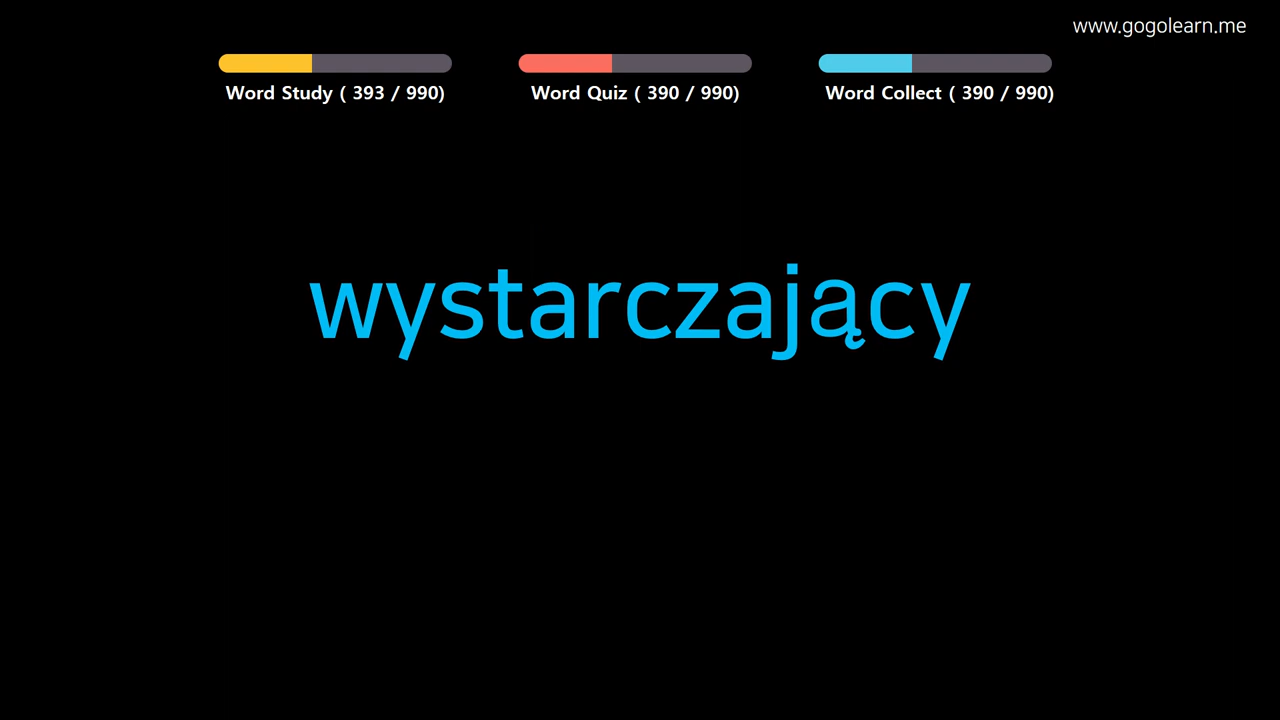 www.gogolearn.me
Word Study ( 393 / 990)
Word Quiz ( 390 / 990)
Word Collect ( 390 / 990)
wystarczający